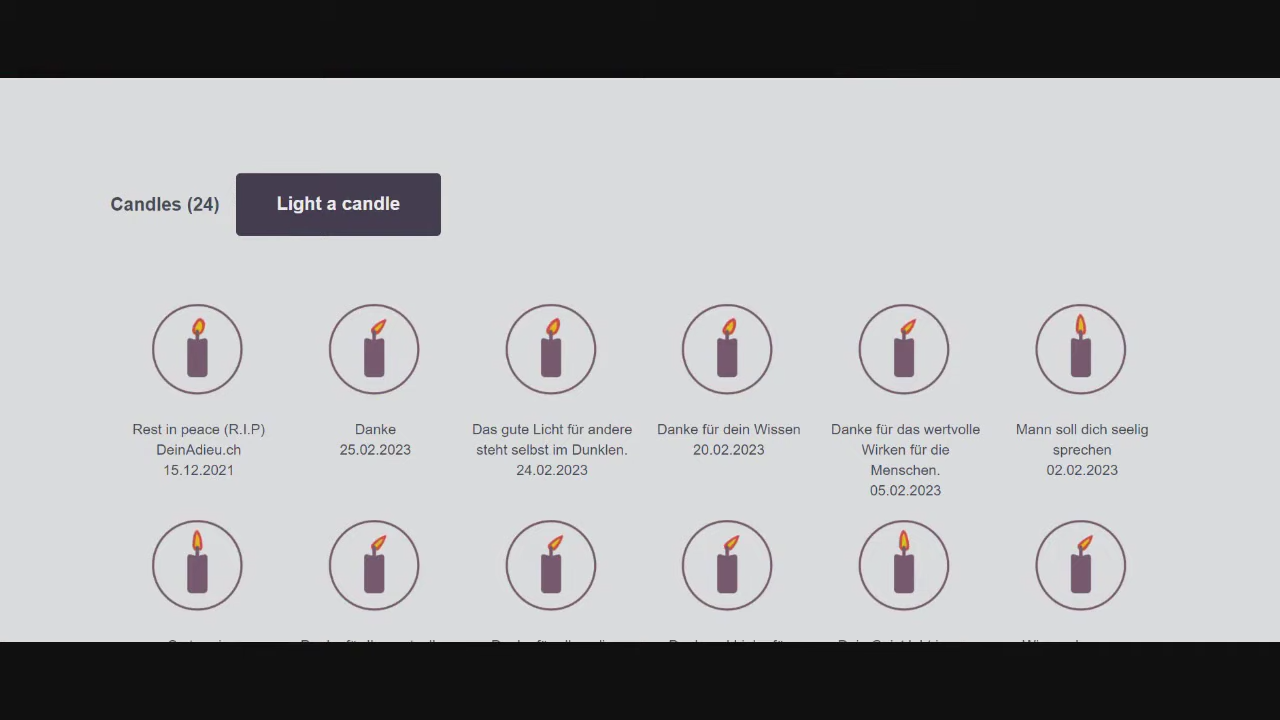 Candles (24)
Light a candle
Rest in peace (R.I.P)
DeinAdieu.ch
15.12.2021
Danke
25.02.2023
Das gute Licht für andere
steht selbst im Dunklen.
24.02.2023
Danke für dein Wissen
20.02.2023
Danke für das wertvolle
Wirken für die
Menschen.
05.02.2023
Mann soll dich seelig
sprechen
02.02.2023